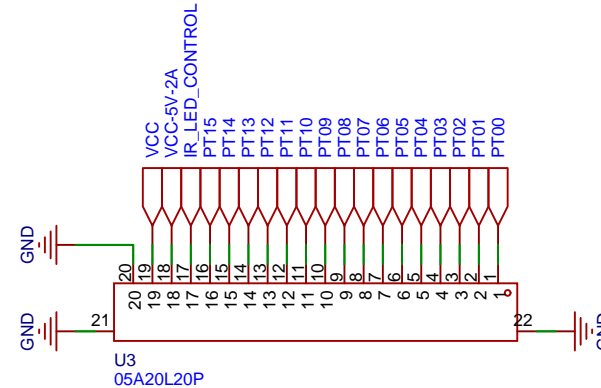 VCC
VCC-5V-2A
IR_LED_CONTROL
PT15
PT14
PT13
PT12
PT11
PT10
PT09
PT08
PT07
PT06
PT05
PT04
PT03
PT02
PT01
PT00
GND
20 19 18 17 16 15 14 13 12 11 10 9 8 7 6 5 4 3 2 1
20 19 18 17 16 15 14 13 12 11 10 9 8 7 6 5 4 3 2 1
GND
21
22
GND
U3
05A20L20P